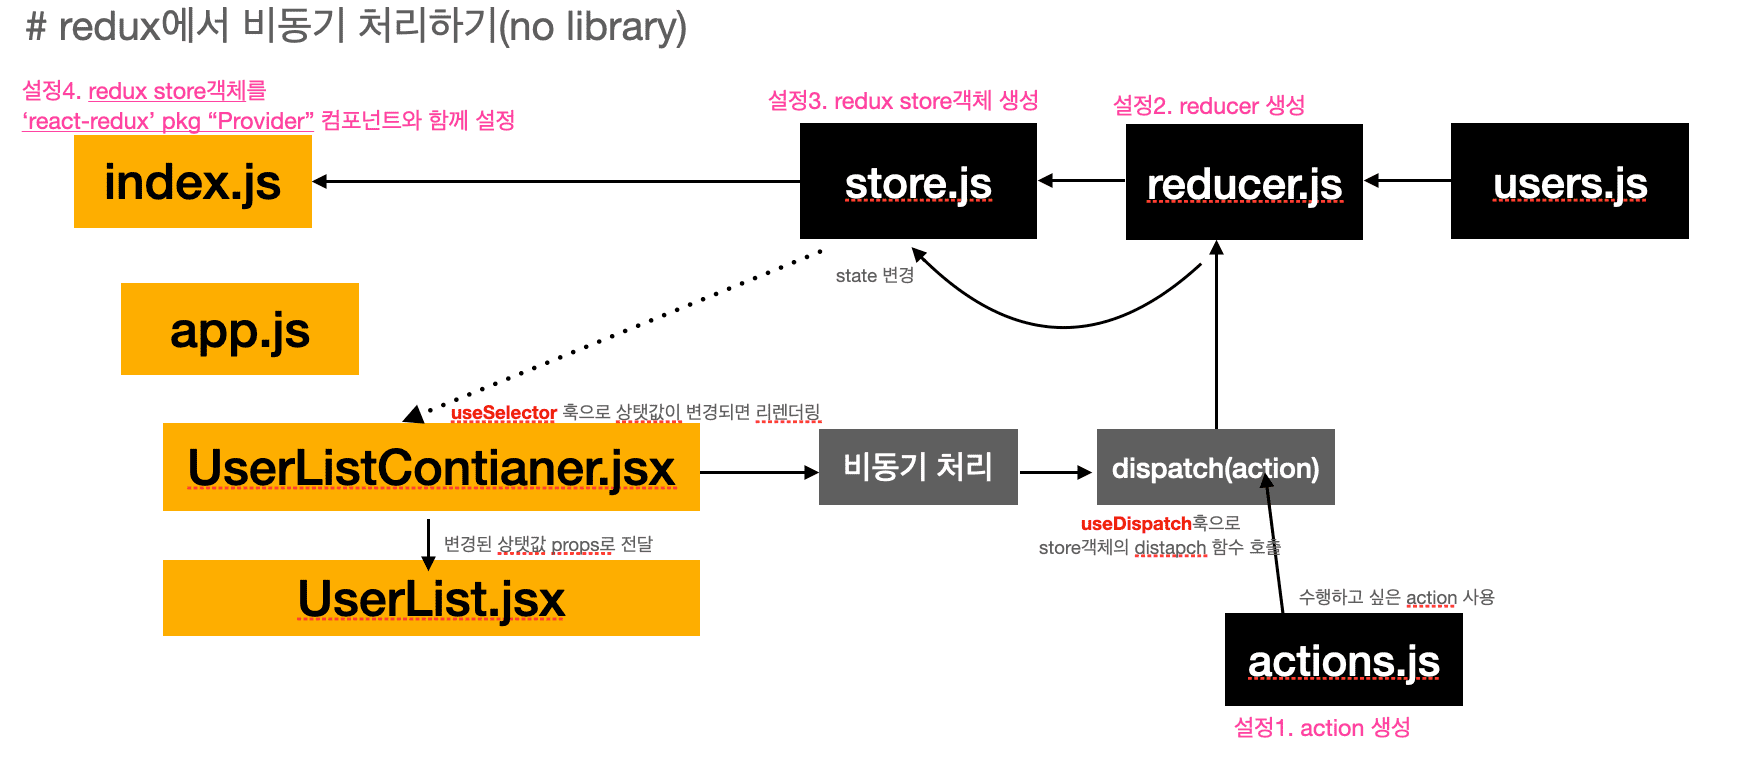 # redux에서 비동기 처리하기(no library)
설정4. redux store객체를
‘react-redux’ pkg “Provider” 컴포넌트와 함께 설정
설정3. redux store객체 생성
설정2. reducer 생성
index.js
store.js
reducer.js
users.js
state 변경
app.js
useSelector 훅으로 상탯값이 변경되면 리렌더링
UserListContianer.jsx
비동기 처리
dispatch(action)
useDispatch훅으로
store객체의 distapch 함수 호출
변경된 상탯값 props로 전달
UserList.jsx
수행하고 싶은 action 사용
actions.js
설정1. action 생성